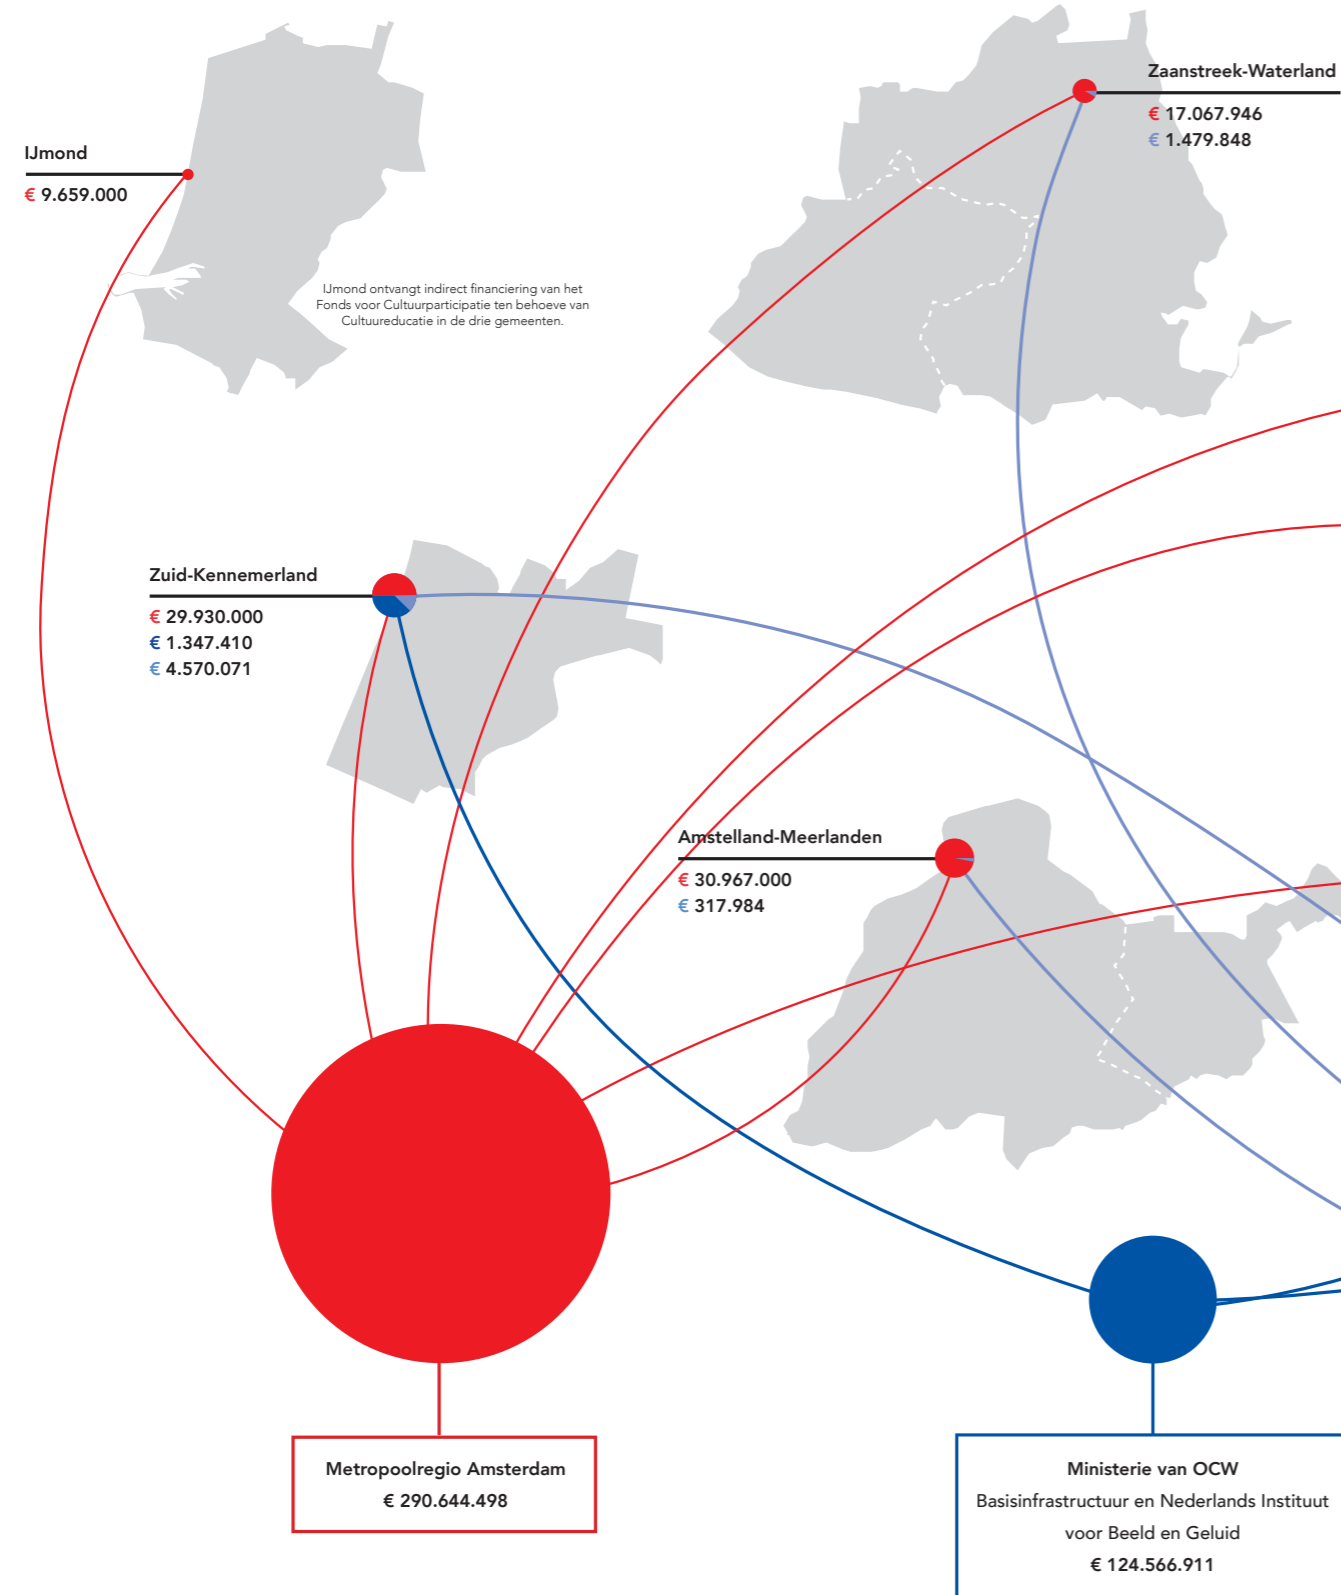 Zaanstreek-Waterland
€ 17.067.946
€ 1.479.848
IJmond
€ 9.659.000
IJmond ontvangt indirect financiering van het
Fonds voor Cultuurparticipatie ten behoeve van
Cultuureducatie in de drie gemeenten.
Zuid-Kennemerland
€ 29.930.000
€ 1.347.410
€ 4.570.071
Amstelland-Meerlanden
€ 30.967.000
€ 317.984
Metropoolregio Amsterdam
€ 290.644.498
Ministerie van OCW
Basisinfrastructuur en Nederlands Instituut
voor Beeld en Geluid
€ 124.566.911